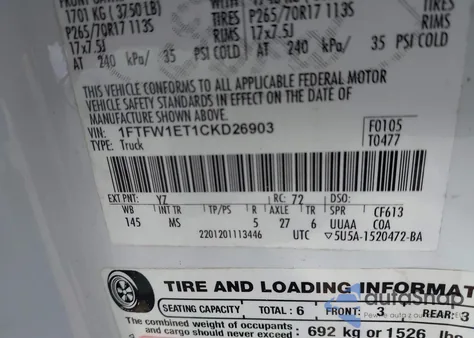 1701 KG ( 3750 LB) TIRES
P265/70R17 113S RIMS
17x7.5J
AT 240 kPa/ 35 PSI COLD
TIRES
P265/70R17 113S RIMS
17x7.5J
AT 240 kPa/ 35 PSI COLD
THIS VEHICLE CONFORMS TO ALL APPLICABLE FEDERAL MOTOR
VEHICLE SAFETY STANDARDS IN EFFECT ON THE DATE OF
MANUFACTURE SHOWN ABOVE.
VIN: 1FTFW1ET1CKD26903 F0105
TYPE: Truck T0477
EXT PNT: YZ RC: 72 DSO:
WB INT TR TP/PS R AXLE TR SPR CF613
145 MS 5 27 6 UUAA COA
2201201113446 UTC ▽5U5A-1520472-BA
TIRE AND LOADING INFORMAT
SEATING CAPACITY TOTAL : 6 FRONT: 3 REAR: 3
The combined weight of occupants
and cargo should never exceed 692 kg or 1526 lbs
AutoSnap